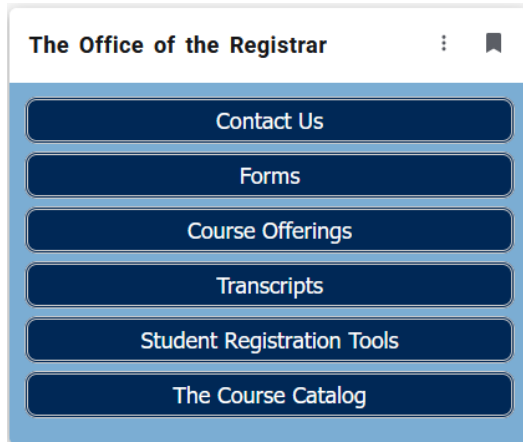 The Office of the Registrar
Contact Us
Forms
Course Offerings
Transcripts
Student Registration Tools
The Course Catalog